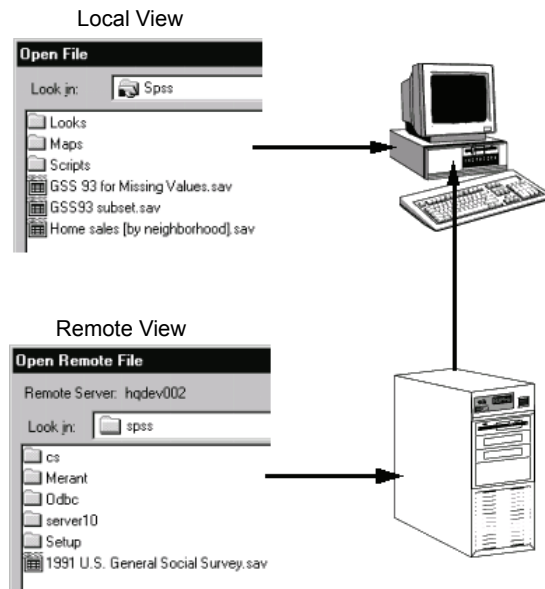 Local View
Open File
Look in: Spss
Looks
Maps
Scripts
GSS 93 for Missing Values.sav
GSS93 subset.sav
Home sales [by neighborhood].sav
Remote View
Open Remote File
Remote Server: hqdev002
Look in: spss
cs
Merant
Odbc
server10
Setup
1991 U.S. General Social Survey.sav